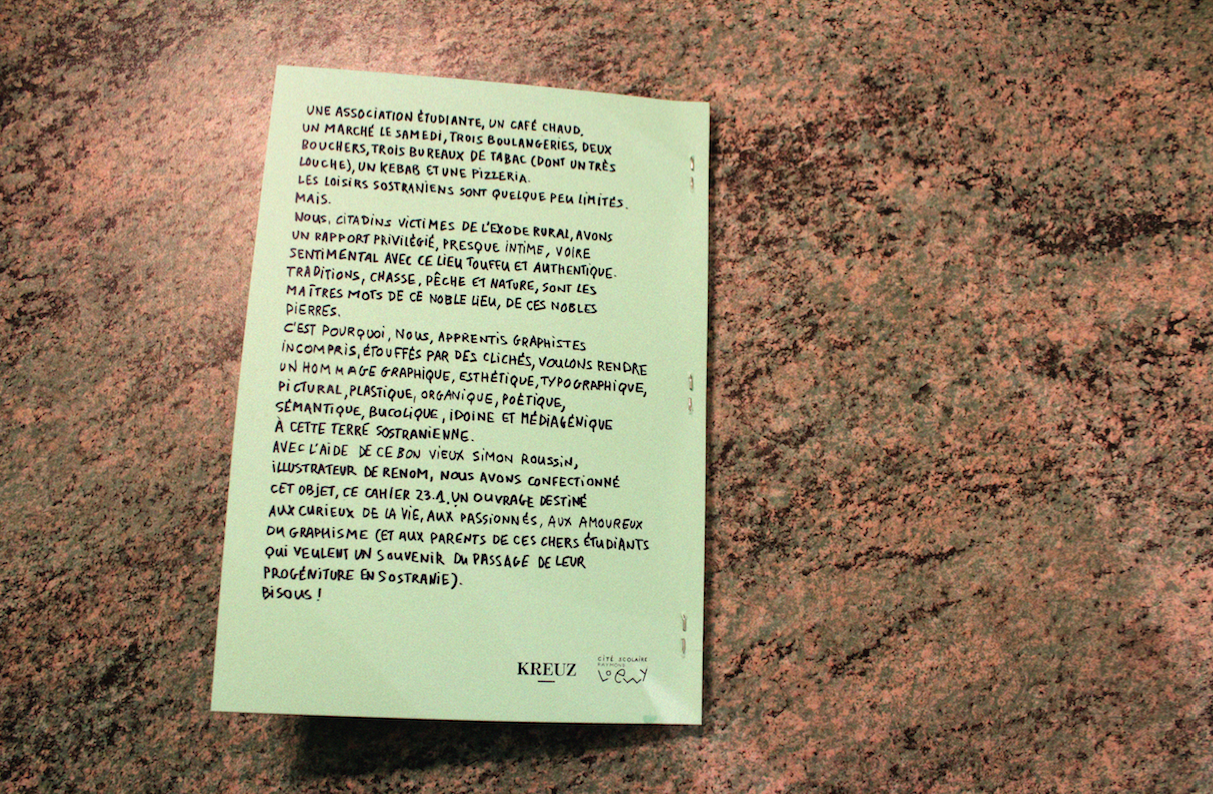 UNE ASSOCIATION ÉTUDIANTE, UN CAFÉ CHAUD,
UN MARCHÉ LE SAMEDI, TROIS BOULANGERIES, DEUX
BOUCHERS, TROIS BUREAUX DE TABAC (DONT UN TRÈS
LOUCHE), UN KEBAB ET UNE PIZZERIA.
LES LOISIRS SOSTRANIENS SONT QUELQUE PEU LIMITÉS.
MAIS.
NOUS, CITADINS VICTIMES DE L'EXODE RURAL, AVONS
UN RAPPORT PRIVILÉGIÉ, PRESQUE INTIME, VOIRE
SENTIMENTAL AVEC CE LIEU TOUFFU ET AUTHENTIQUE.
TRADITIONS, CHASSE, PÊCHE ET NATURE, SONT LES
MAÎTRES MOTS DE CE NOBLE LIEU, DE CES NOBLES
PIERRES.
C'EST POURQUOI, NOUS, APPRENTIS GRAPHISTES
INCOMPRIS, ÉTOUFFÉS PAR DES CLICHÉS, VOULONS RENDRE
UN HOMMAGE GRAPHIQUE, ESTHÉTIQUE, TYPOGRAPHIQUE,
PICTURAL, PLASTIQUE, ORGANIQUE, POÉTIQUE,
SÉMANTIQUE, BUCOLIQUE, IDOINE ET MÉDIAGÉNIQUE
À CETTE TERRE SOSTRANIENNE.
AVEC L'AIDE DE CE BON VIEUX SIMON ROUSSIN,
ILLUSTRATEUR DE RENOM, NOUS AVONS CONFECTIONNÉ
CET OBJET, CE CAHIER 23.1, UN OUVRAGE DESTINÉ
AUX CURIEUX DE LA VIE, AUX PASSIONNÉS, AUX AMOUREUX
DU GRAPHISME (ET AUX PARENTS DE CES CHERS ÉTUDIANTS
QUI VEULENT UN SOUVENIR DU PASSAGE DE LEUR
PROGÉNITURE EN SOSTRANIE).
BISOUS !
KREUZ
CITÉ SCOLAIRE
RAYMOND
LOEWY